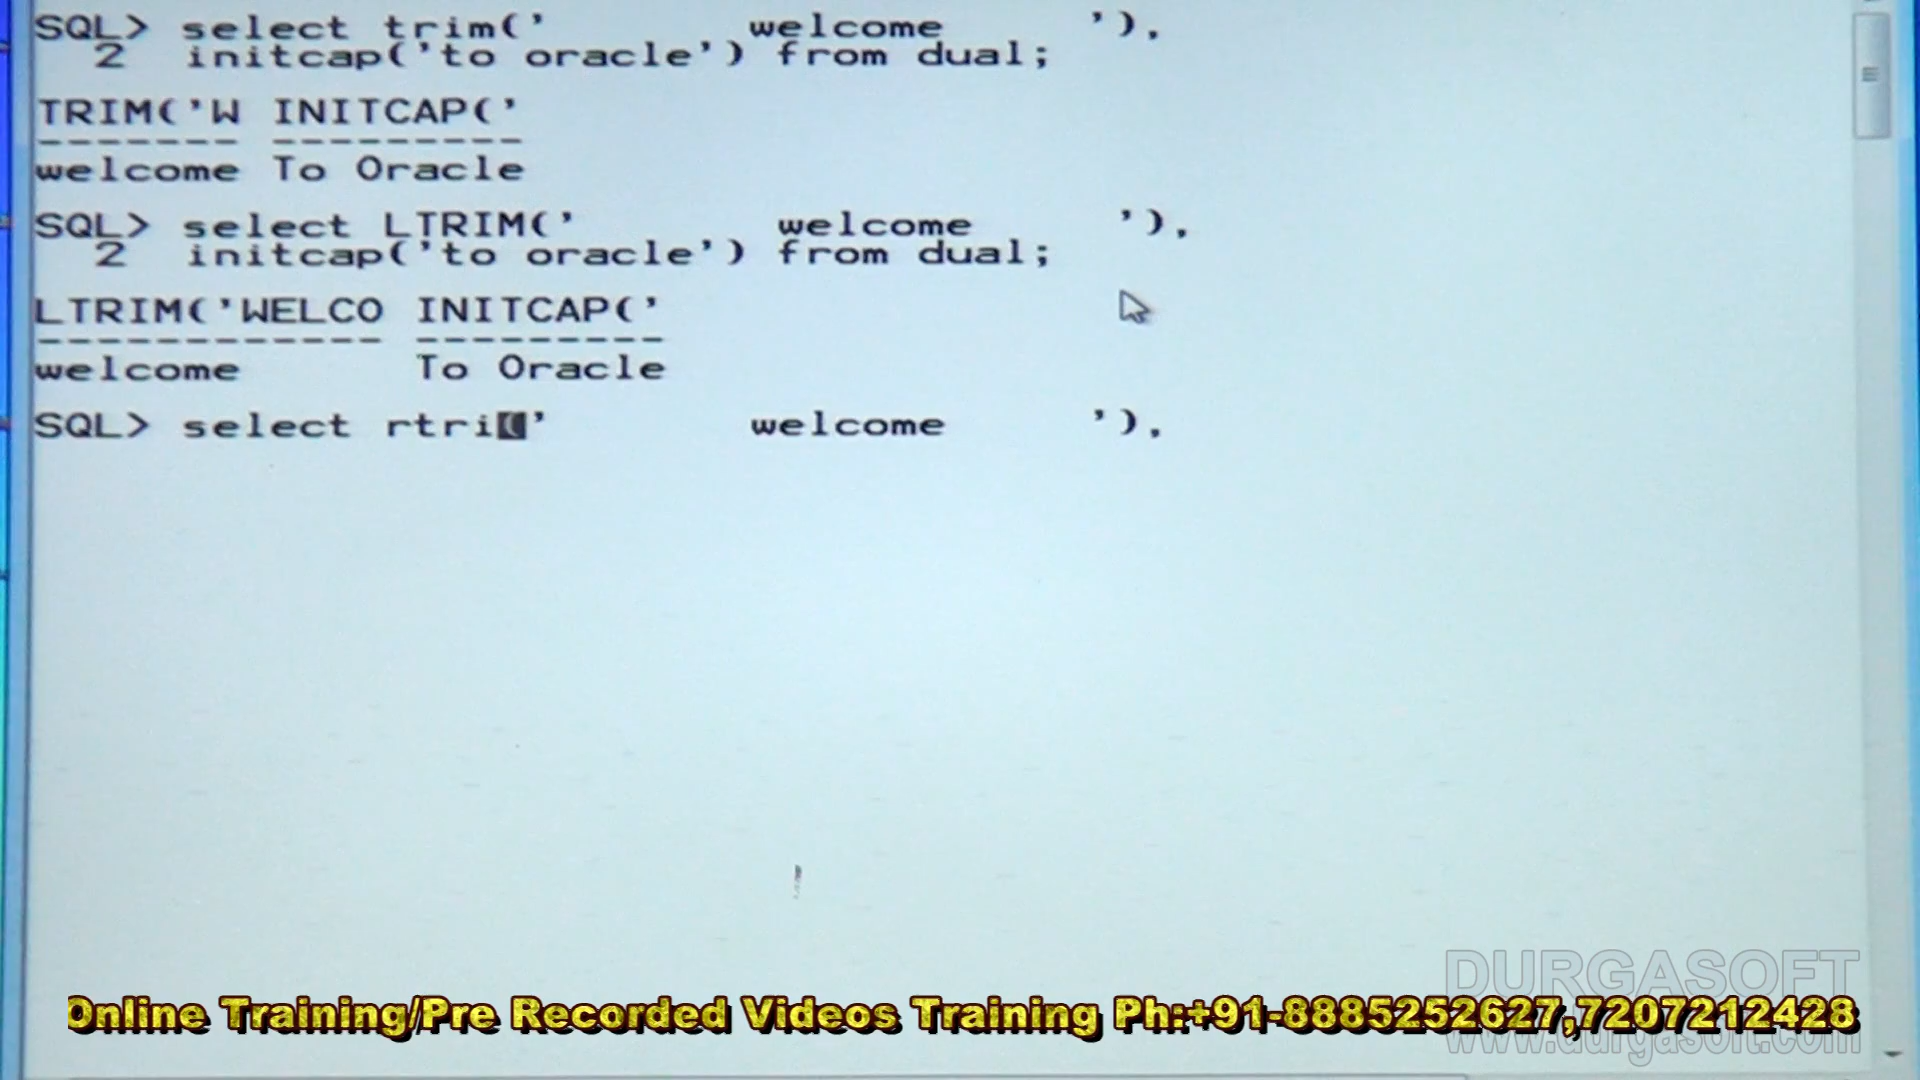 SQL> select trim('       welcome     '),
  2  initcap('to oracle') from dual;
TRIM('W INITCAP('
------- ---------
welcome To Oracle
SQL> select LTRIM('       welcome     '),
  2  initcap('to oracle') from dual;
LTRIM('WELCO INITCAP('
------------ ---------
welcome      To Oracle
SQL> select rtri('       welcome     '),
DURGASOFT
Online Training/Pre Recorded Videos Training Ph:+91-8885252627,7207212428
www.durgasoft.com